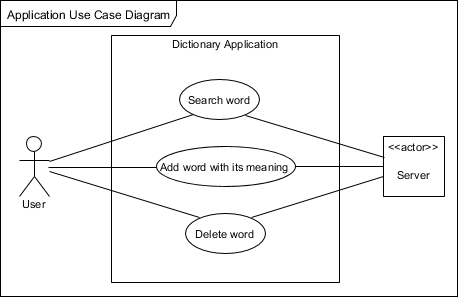 Application Use Case Diagram
Dictionary Application
Search word
<<actor>>
Add word with its meaning
Server
User
Delete word